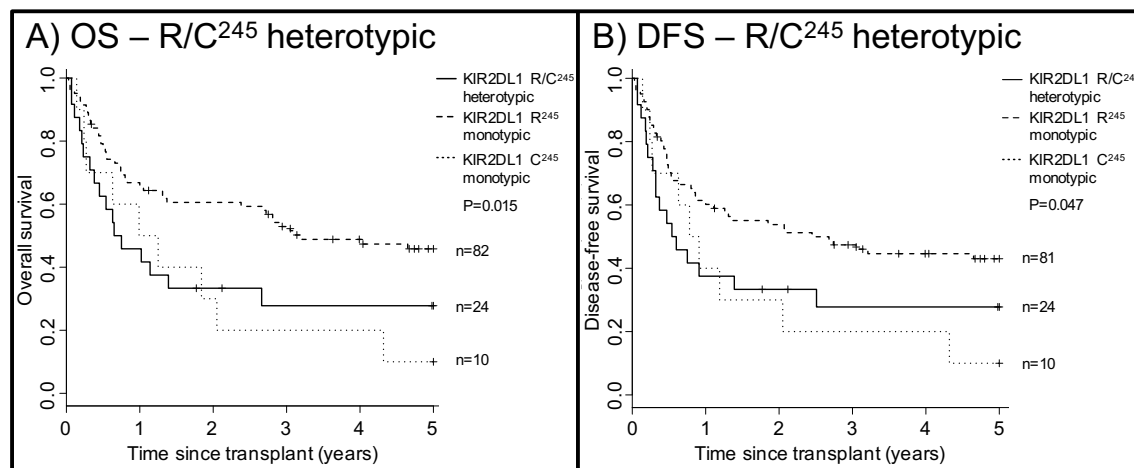 A) OS – R/C²⁴⁵ heterotypic
KIR2DL1 R/C²⁴⁵
heterotypic
KIR2DL1 R²⁴⁵
monotypic
KIR2DL1 C²⁴⁵
monotypic
P=0.015
n=82
n=24
n=10
Overall survival
1.0
0.8
0.6
0.4
0.2
0.0
0 1 2 3 4 5
Time since transplant (years)
B) DFS – R/C²⁴⁵ heterotypic
KIR2DL1 R/C²⁴⁵
heterotypic
KIR2DL1 R²⁴⁵
monotypic
KIR2DL1 C²⁴⁵
monotypic
P=0.047
n=81
n=24
n=10
Disease-free survival
1.0
0.8
0.6
0.4
0.2
0.0
0 1 2 3 4 5
Time since transplant (years)